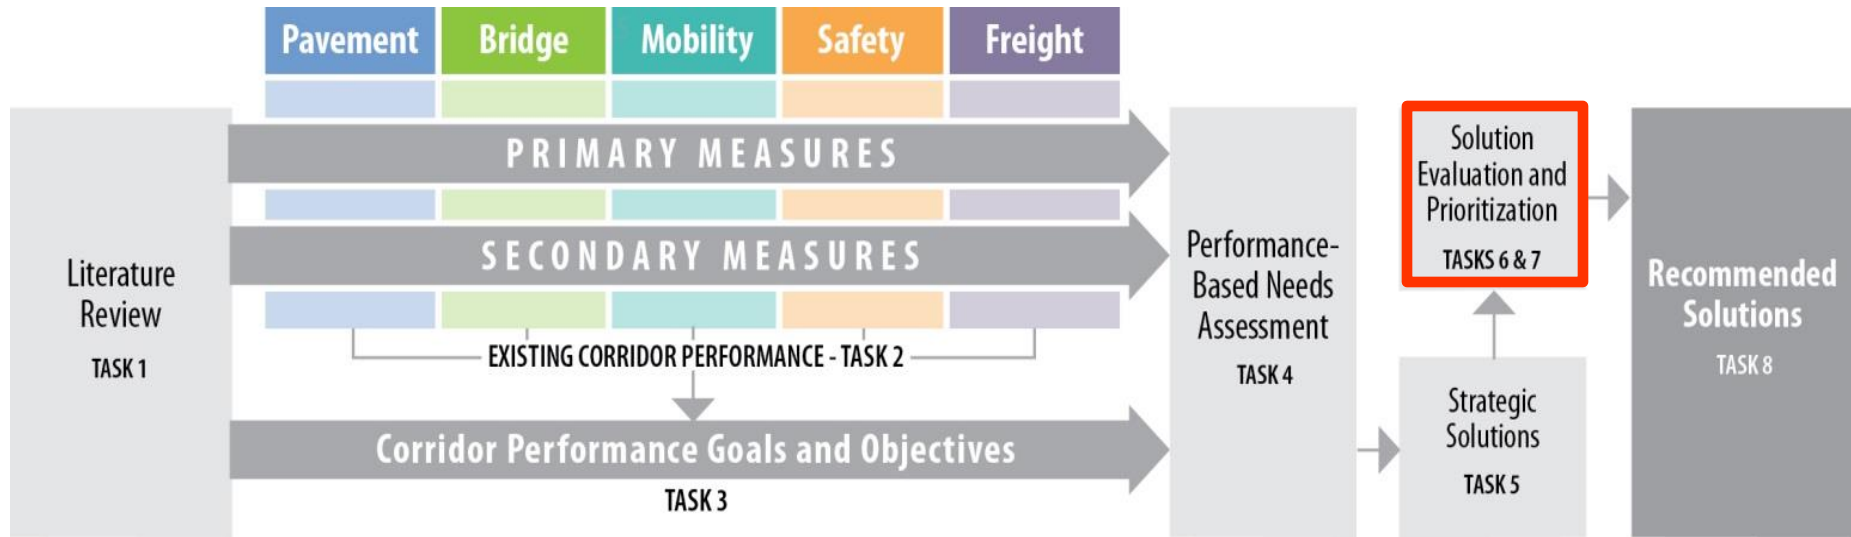 Pavement
Bridge
Mobility
Safety
Freight
PRIMARY MEASURES
SECONDARY MEASURES
EXISTING CORRIDOR PERFORMANCE - TASK 2
Corridor Performance Goals and Objectives
TASK 3
Literature
Review
TASK 1
Performance-
Based Needs
Assessment
TASK 4
Strategic
Solutions
TASK 5
Solution
Evaluation and
Prioritization
TASKS 6 & 7
Recommended
Solutions
TASK 8